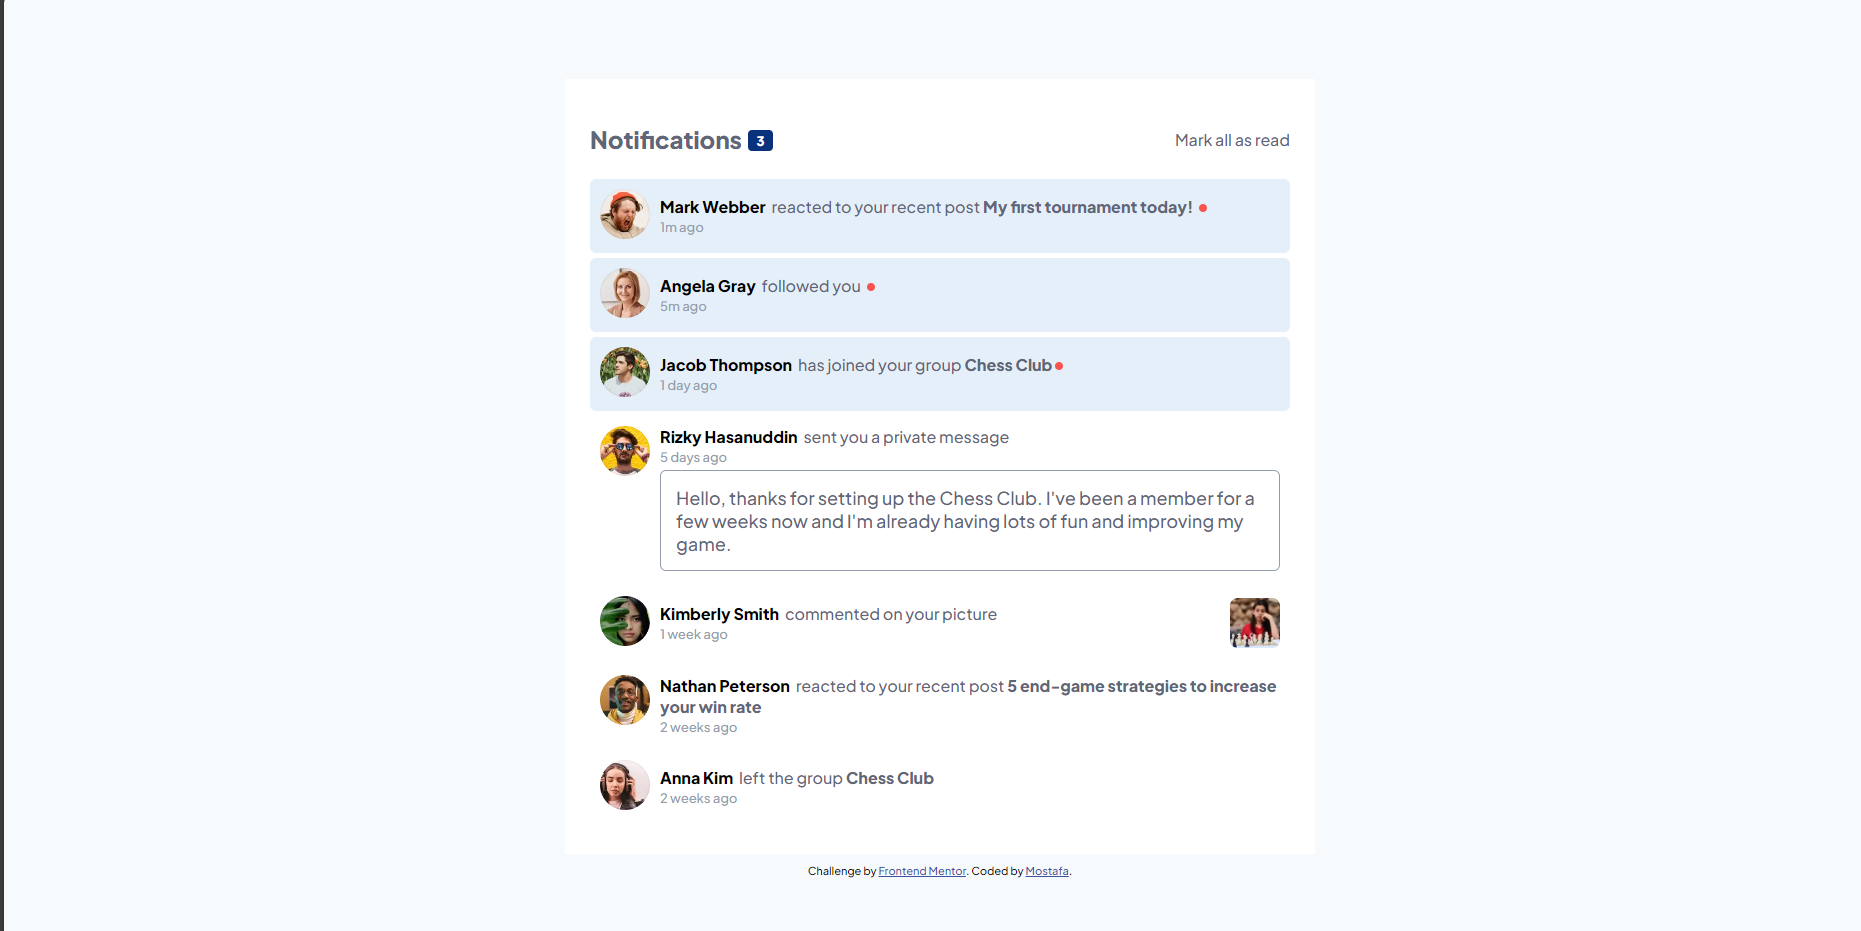 Notifications 3
Mark all as read
Mark Webber reacted to your recent post My first tournament today!
1m ago
Angela Gray followed you
5m ago
Jacob Thompson has joined your group Chess Club
1 day ago
Rizky Hasanuddin sent you a private message
5 days ago
Hello, thanks for setting up the Chess Club. I've been a member for a
few weeks now and I'm already having lots of fun and improving my
game.
Kimberly Smith commented on your picture
1 week ago
Nathan Peterson reacted to your recent post 5 end-game strategies to increase
your win rate
2 weeks ago
Anna Kim left the group Chess Club
2 weeks ago
Challenge by Frontend Mentor. Coded by Mostafa.